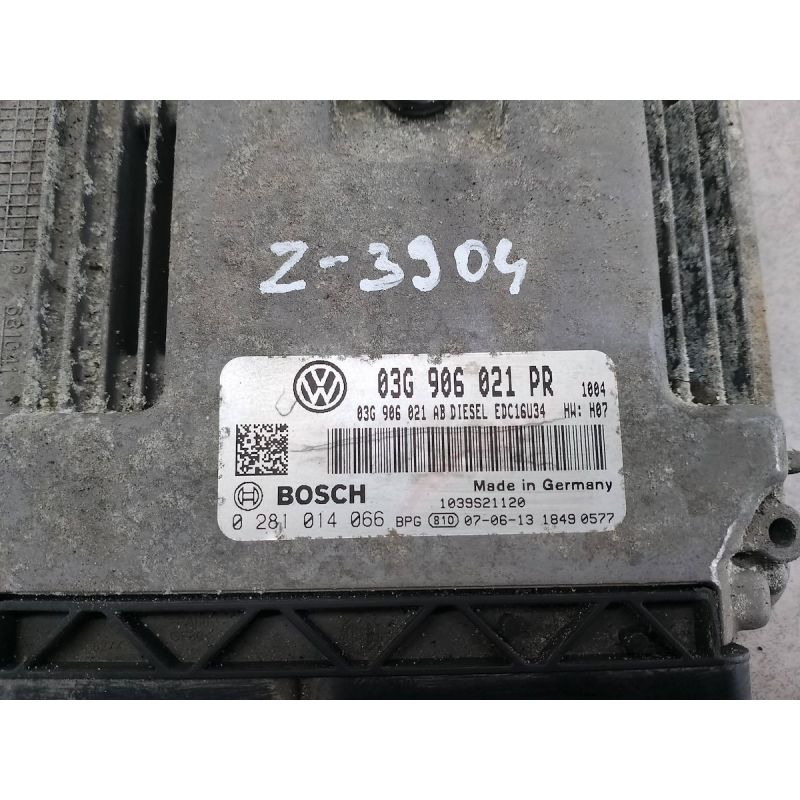 Z-3904
03G 906 021 PR 1004
03G 906 021 AB DIESEL EDC16U34 HW: H07
BOSCH
Made in Germany
1039S21120
0 281 014 066 BPG 810 07-06-13 1849 0577